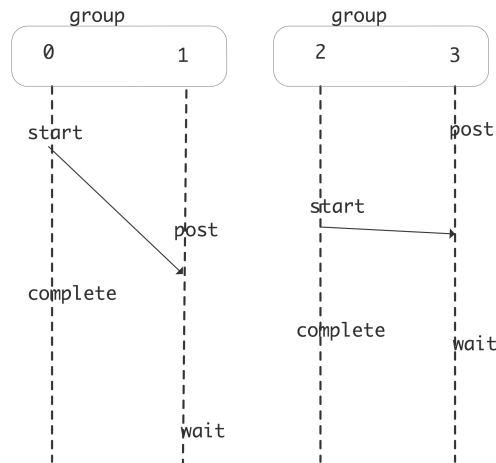 group
0 1
start
post
complete
wait
group
2 3
post
start
complete
wait